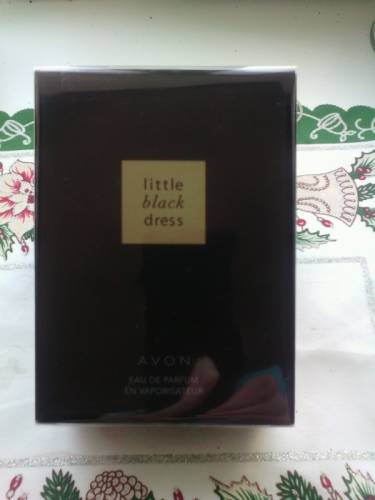 little
black
dress
AVON
EAU DE PARFUM
EN VAPORISATEUR